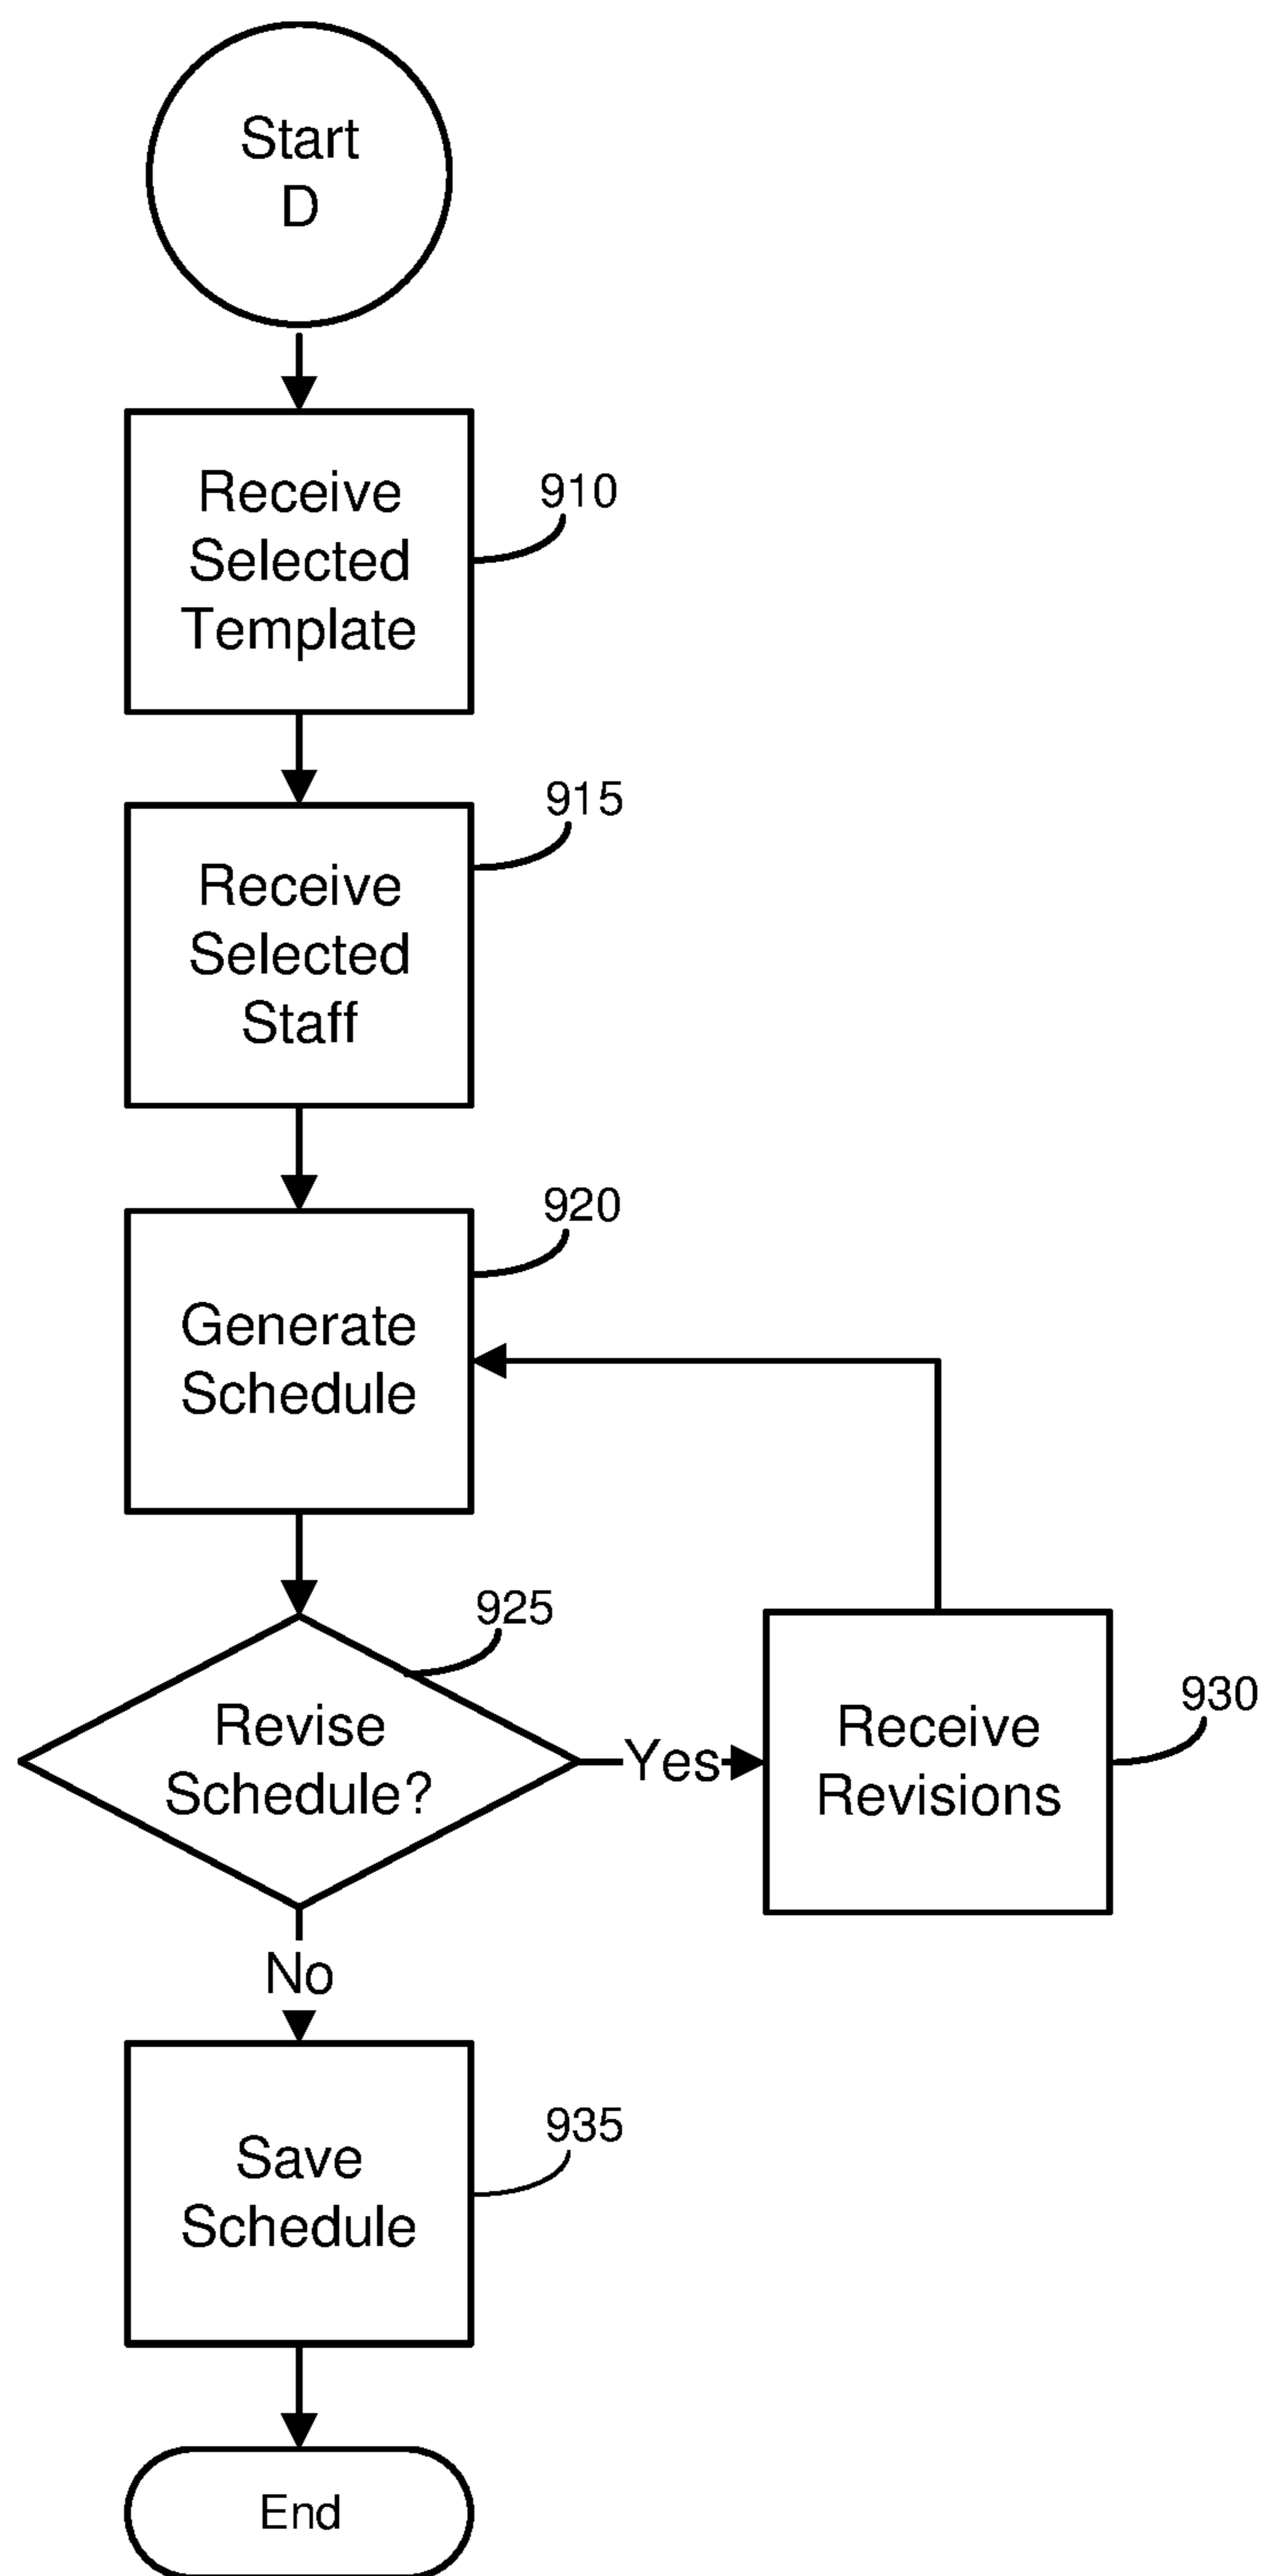 Start
D
Receive
Selected
Template
910
Receive
Selected
Staff
915
Generate
Schedule
920
Revise
Schedule?
925
Yes
Receive
Revisions
930
No
Save
Schedule
935
End